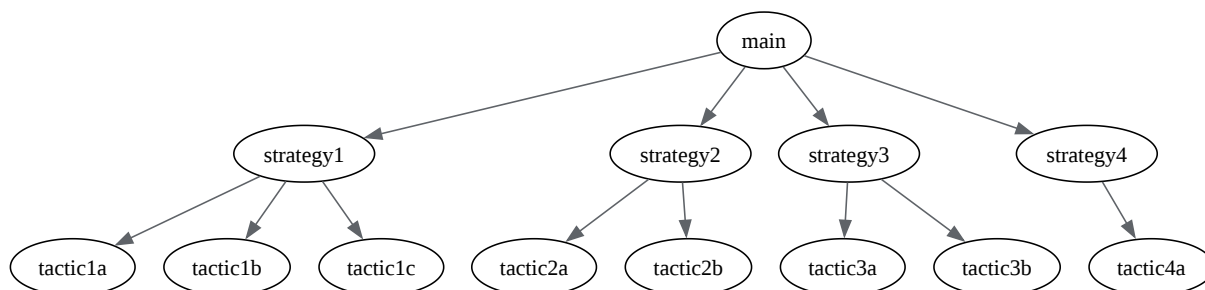 main
strategy1
strategy2
strategy3
strategy4
tactic1a
tactic1b
tactic1c
tactic2a
tactic2b
tactic3a
tactic3b
tactic4a